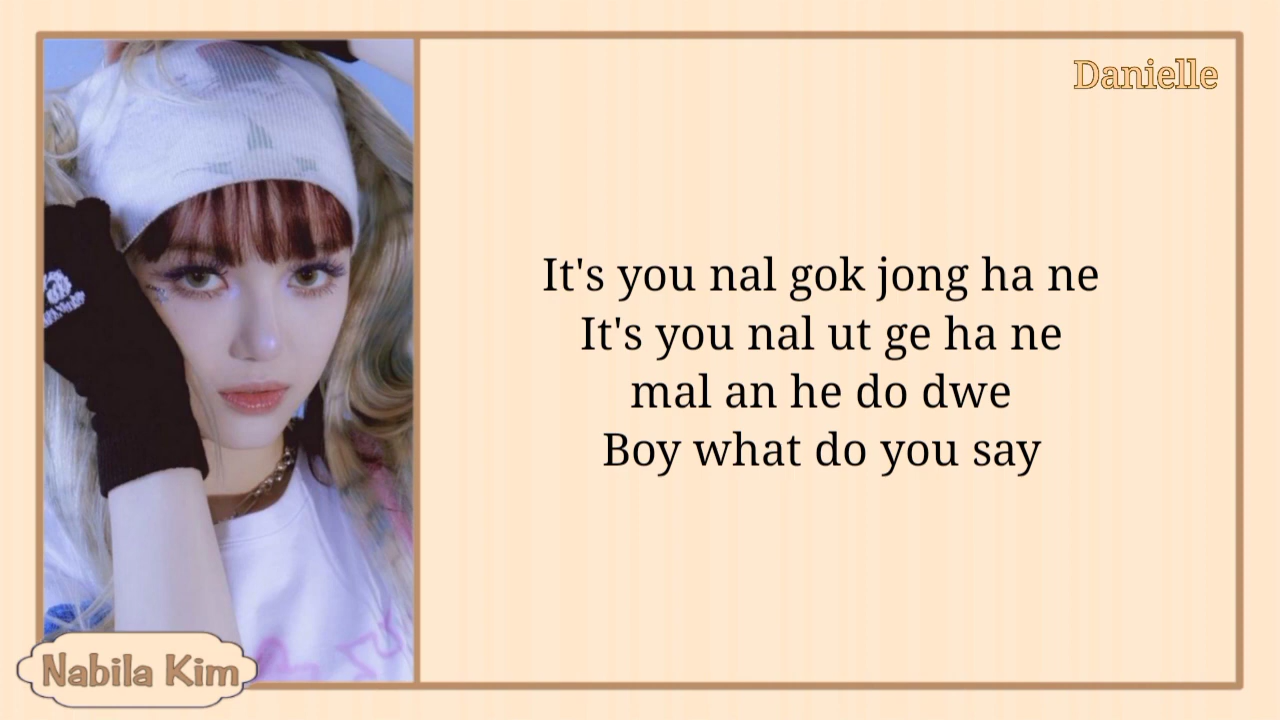 Danielle
It's you nal gok jong ha ne
It's you nal ut ge ha ne
mal an he do dwe
Boy what do you say
Nabila Kim